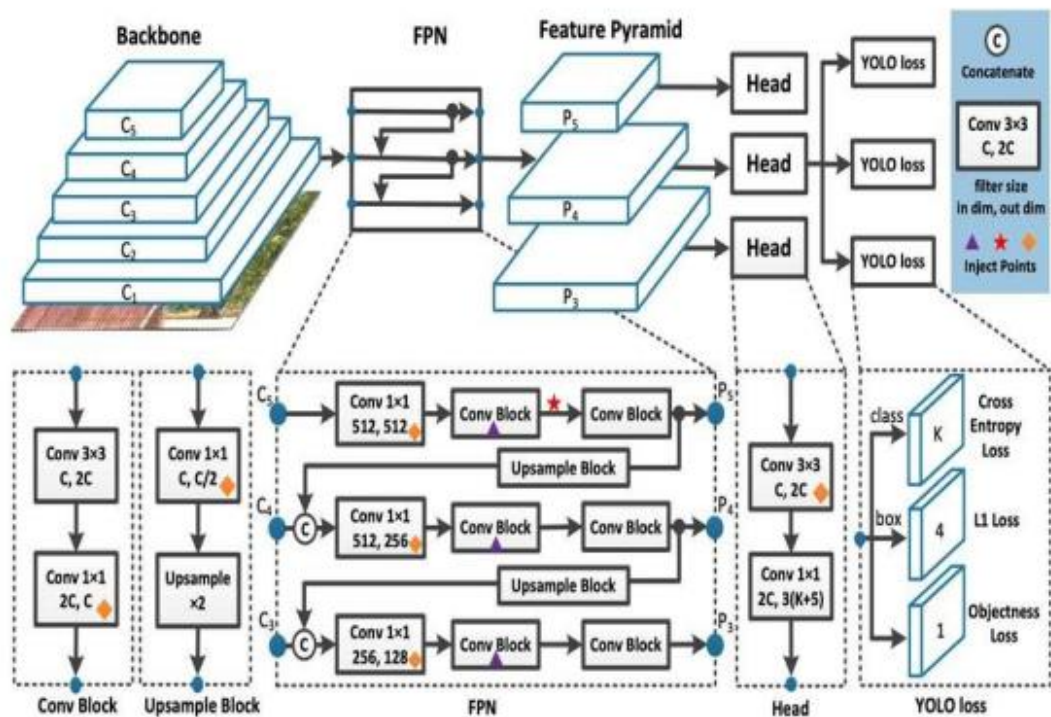 Backbone
FPN
Feature Pyramid
C5
C4
C3
C2
C1
P5
P4
P3
Head
Head
Head
YOLO loss
YOLO loss
YOLO loss
C
Concatenate
Conv 3×3
C, 2C
filter size
in dim, out dim
Inject Points
Conv 3×3
C, 2C
Conv 1×1
2C, C
Conv Block
Conv 1×1
C, C/2
Upsample
×2
Upsample Block
C5
Conv 1×1
512, 512
Conv Block
Conv Block
P5
Upsample Block
C4
C
Conv 1×1
512, 256
Conv Block
Conv Block
P4
Upsample Block
C3
C
Conv 1×1
256, 128
Conv Block
Conv Block
P3
FPN
Conv 3×3
C, 2C
Conv 1×1
2C, 3(K+5)
Head
class
K
Cross
Entropy
Loss
box
4
L1 Loss
1
Objectness
Loss
YOLO loss